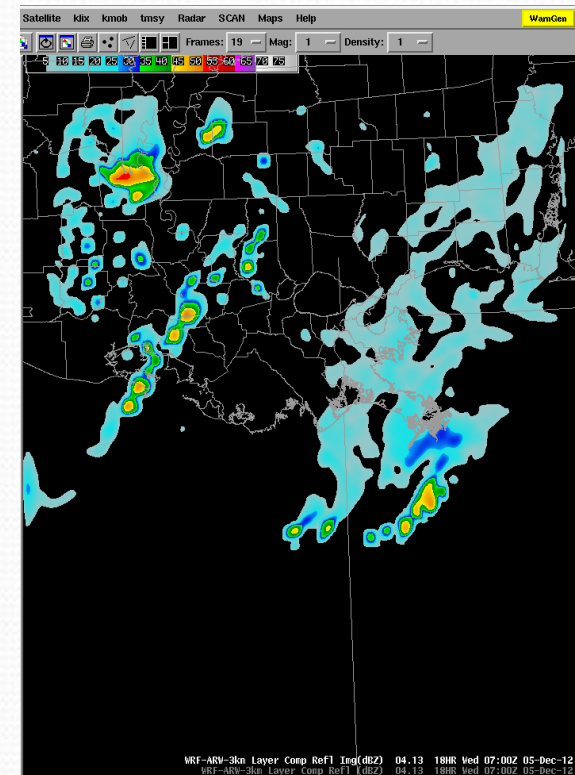 Satellite klix kmob tmsy Radar SCAN Maps Help WarnGen
Frames: 19 Mag: 1 Density: 1
5 10 15 20 25 30 35 40 45 50 55 60 65 70 75
WRF-ARW-3km Layer Comp Refl Img(dBZ) 04.13 18HR Wed 07:00Z 05-Dec-12
WRF-ARW-3km Layer Comp Refl (dBZ) 04.13 18HR Wed 07:00Z 05-Dec-12